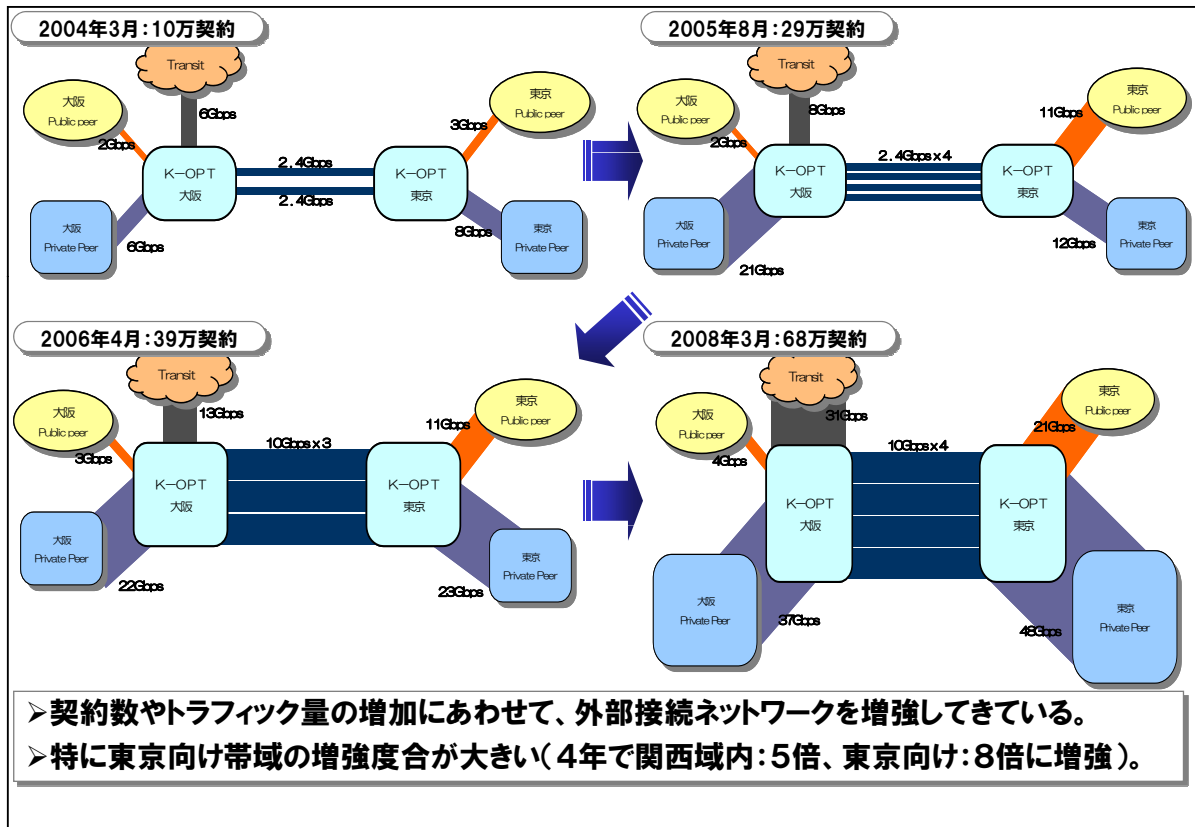 2004年3月:10万契約
Transit
大阪
Public peer
6Gbps
2Gbps
東京
Public peer
3Gbps
K-OPT
大阪
2.4Gbps
2.4Gbps
K-OPT
東京
大阪
Private Peer
6Gbps
8Gbps
東京
Private Peer
2005年8月:29万契約
Transit
大阪
Public peer
8Gbps
2Gbps
東京
Public peer
11Gbps
K-OPT
大阪
2.4Gbps x 4
K-OPT
東京
大阪
Private Peer
21Gbps
12Gbps
東京
Private Peer
2006年4月:39万契約
Transit
大阪
Public peer
13Gbps
3Gbps
東京
Public peer
11Gbps
10Gbps x 3
K-OPT
大阪
K-OPT
東京
大阪
Private Peer
22Gbps
23Gbps
東京
Private Peer
2008年3月:68万契約
Transit
大阪
Public peer
31Gbps
4Gbps
東京
Public peer
21Gbps
10Gbps x 4
K-OPT
大阪
K-OPT
東京
大阪
Private Peer
37Gbps
48Gbps
東京
Private Peer
➢契約数やトラフィック量の増加にあわせて、外部接続ネットワークを増強してきている。
➢特に東京向け帯域の増強度合が大きい(4年で関西域内:5倍、東京向け:8倍に増強)。